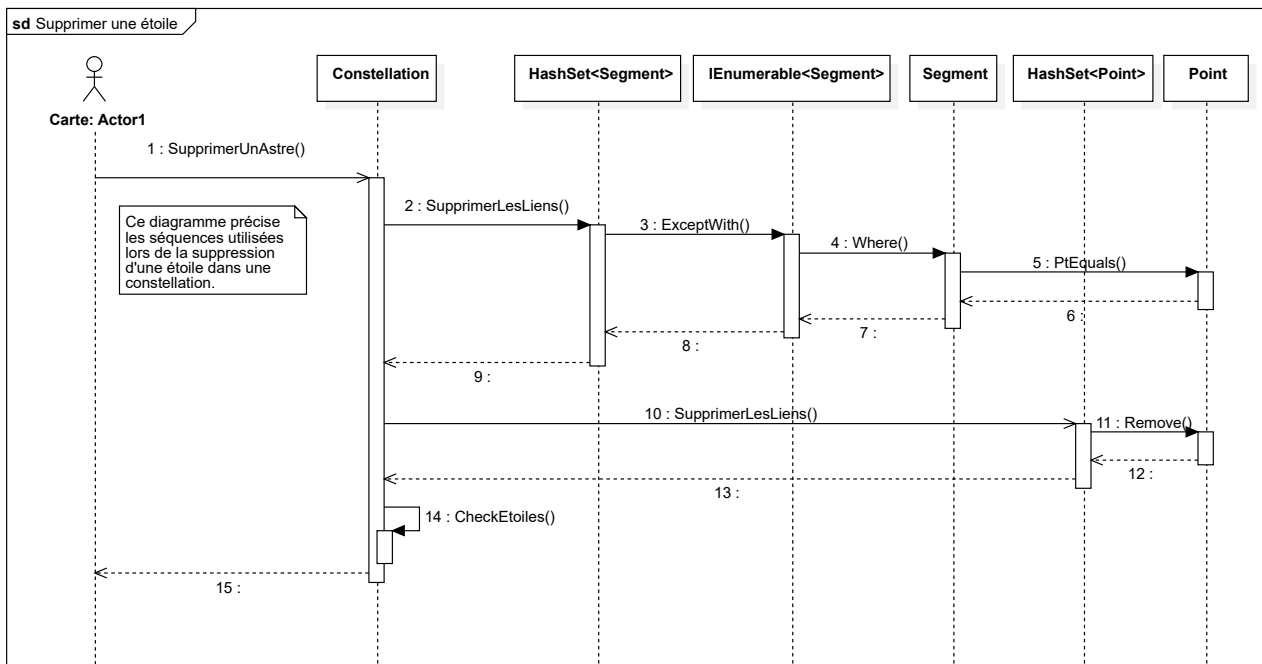 sd Supprimer une étoile
Carte: Actor1
Constellation
HashSet<Segment>
IEnumerable<Segment>
Segment
HashSet<Point>
Point
1 : SupprimerUnAstre()
Ce diagramme précise
les séquences utilisées
lors de la suppression
d'une étoile dans une
constellation.
2 : SupprimerLesLiens()
3 : ExceptWith()
4 : Where()
5 : PtEquals()
6 :
7 :
8 :
9 :
10 : SupprimerLesLiens()
11 : Remove()
12 :
13 :
14 : CheckEtoiles()
15 :